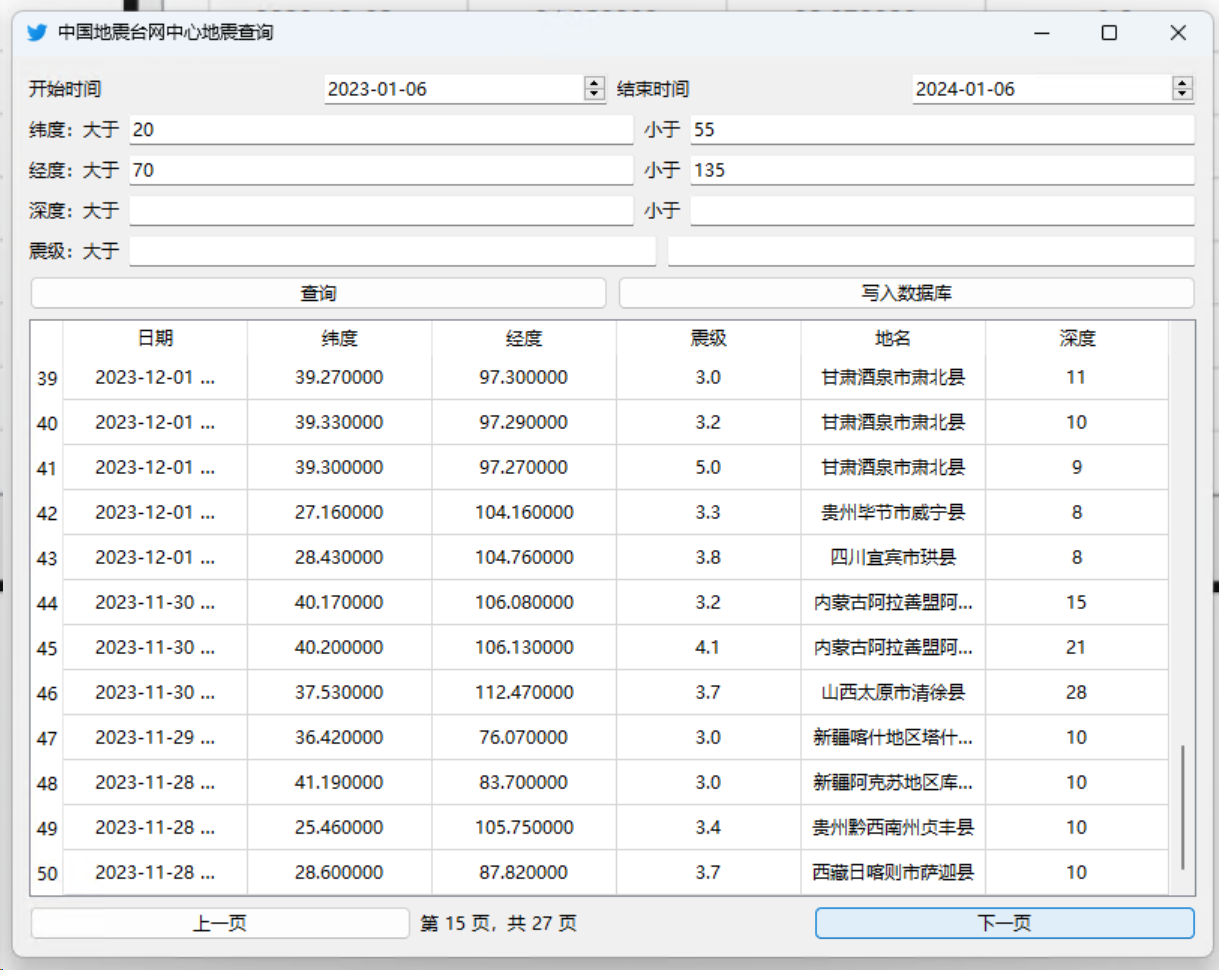 中国地震台网中心地震查询
开始时间 2023-01-06 结束时间 2024-01-06
纬度: 大于 20 小于 55
经度: 大于 70 小于 135
深度: 大于 小于
震级: 大于
查询 写入数据库
日期 纬度 经度 震级 地名 深度
39 2023-12-01 ... 39.270000 97.300000 3.0 甘肃酒泉市肃北县 11
40 2023-12-01 ... 39.330000 97.290000 3.2 甘肃酒泉市肃北县 10
41 2023-12-01 ... 39.300000 97.270000 5.0 甘肃酒泉市肃北县 9
42 2023-12-01 ... 27.160000 104.160000 3.3 贵州毕节市威宁县 8
43 2023-12-01 ... 28.430000 104.760000 3.8 四川宜宾市珙县 8
44 2023-11-30 ... 40.170000 106.080000 3.2 内蒙古阿拉善盟阿... 15
45 2023-11-30 ... 40.200000 106.130000 4.1 内蒙古阿拉善盟阿... 21
46 2023-11-30 ... 37.530000 112.470000 3.7 山西太原市清徐县 28
47 2023-11-29 ... 36.420000 76.070000 3.0 新疆喀什地区塔什... 10
48 2023-11-28 ... 41.190000 83.700000 3.0 新疆阿克苏地区库... 10
49 2023-11-28 ... 25.460000 105.750000 3.4 贵州黔西南州贞丰县 10
50 2023-11-28 ... 28.600000 87.820000 3.7 西藏日喀则市萨迦县 10
上一页 第 15 页, 共 27 页 下一页